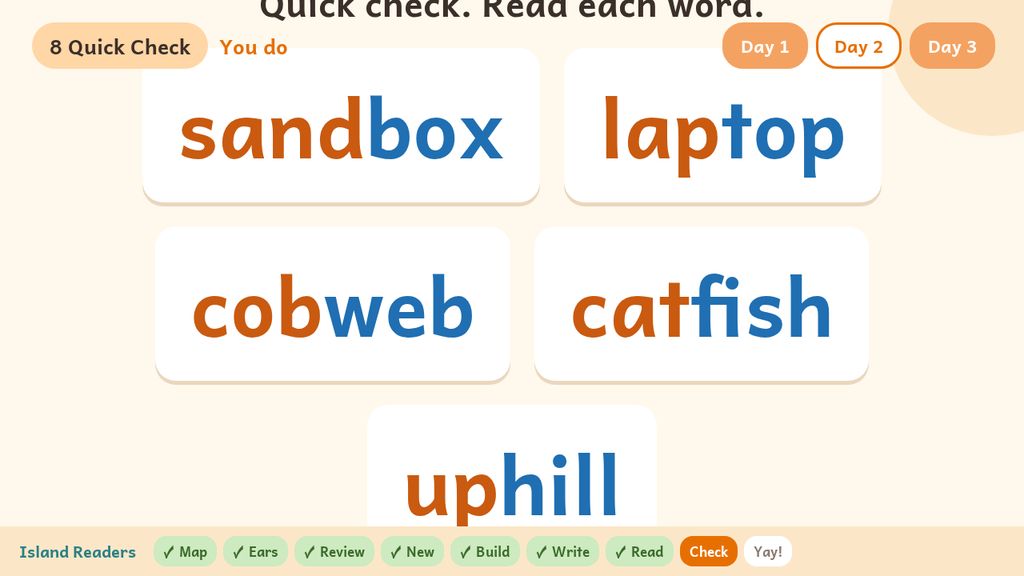 Quick check. Read each word.
8 Quick Check You do Day 1 Day 2 Day 3
sandbox laptop
cobweb catfish
uphill
Island Readers ✓ Map ✓ Ears ✓ Review ✓ New ✓ Build ✓ Write ✓ Read Check Yay!